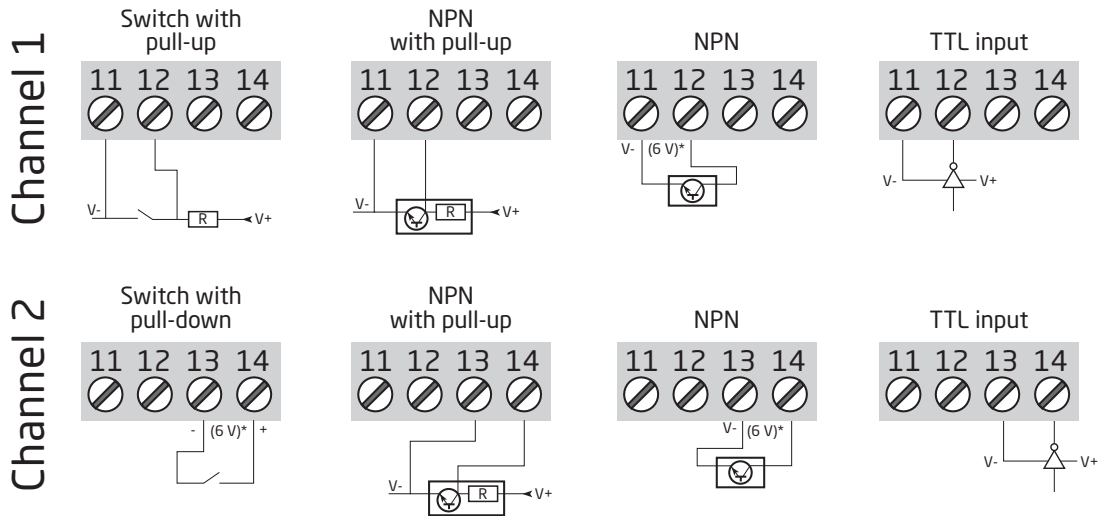 Channel 1
Switch with
pull-up
11 12 13 14
V-
R
V+
NPN
with pull-up
11 12 13 14
V-
R
V+
NPN
11 12 13 14
V- (6 V)*
TTL input
11 12 13 14
V-
V+
Channel 2
Switch with
pull-down
11 12 13 14
- (6 V)* +
NPN
with pull-up
11 12 13 14
V-
R
V+
NPN
11 12 13 14
V- (6 V)*
TTL input
11 12 13 14
V-
V+